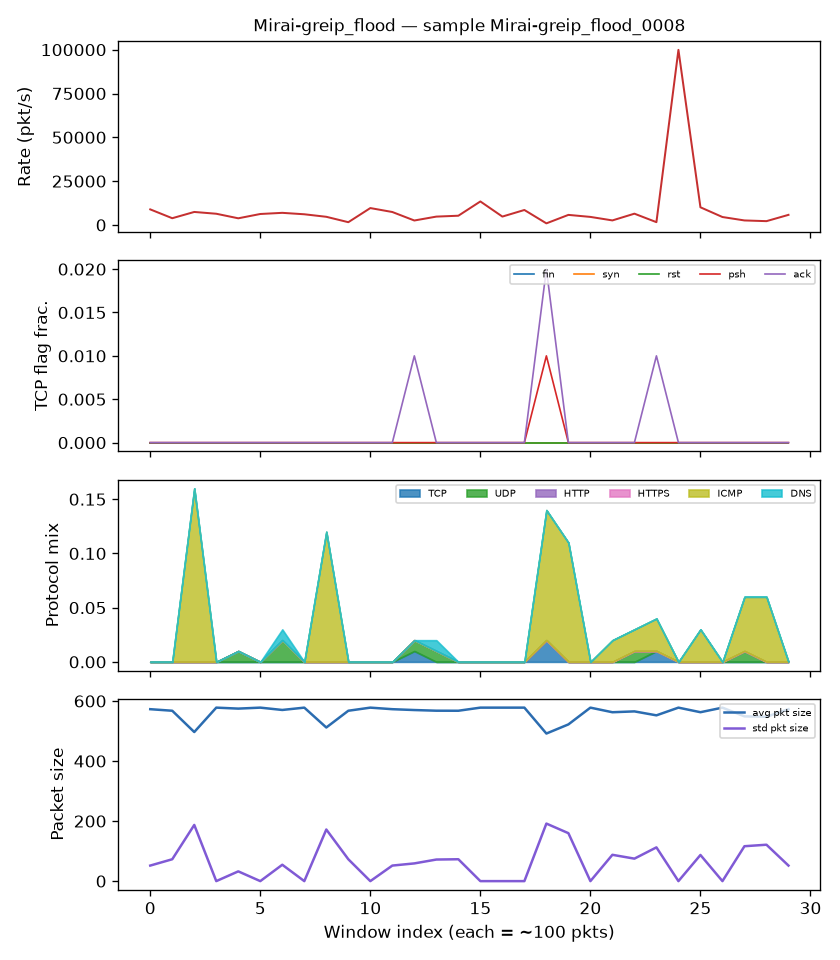 Mirai-greip_flood — sample Mirai-greip_flood_0008
100000
75000
50000
25000
0
Rate (pkt/s)
fin syn rst psh ack
0.020
0.015
0.010
0.005
0.000
TCP flag frac.
TCP UDP HTTP HTTPS ICMP DNS
0.15
0.10
0.05
0.00
Protocol mix
avg pkt size
std pkt size
600
400
200
0
Packet size
0 5 10 15 20 25 30
Window index (each = ~100 pkts)